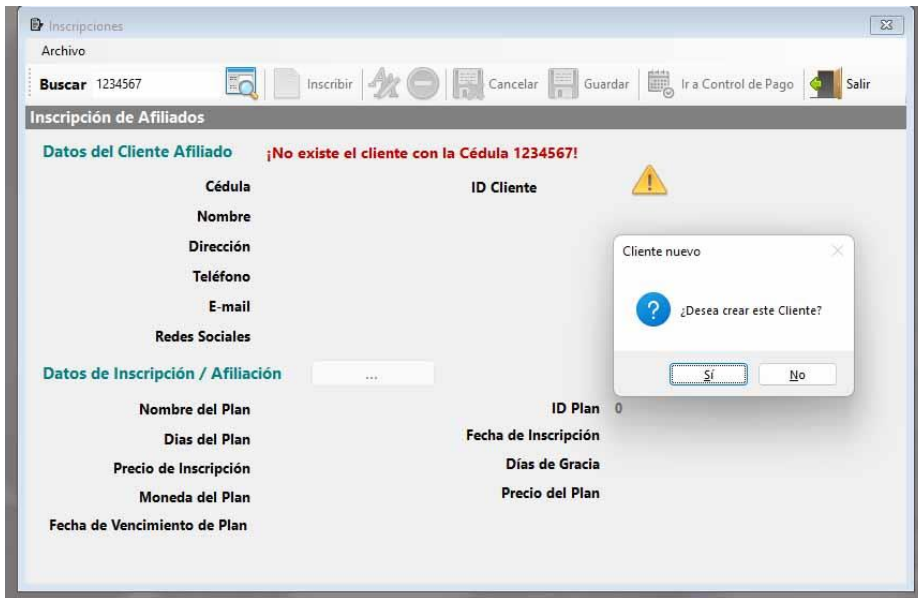 Inscripciones
Archivo
Buscar 1234567 Inscribir Cancelar Guardar Ir a Control de Pago Salir
Inscripción de Afiliados
Datos del Cliente Afiliado ¡No existe el cliente con la Cédula 1234567!
Cédula ID Cliente
Nombre
Dirección
Teléfono
E-mail
Redes Sociales
Cliente nuevo
¿Desea crear este Cliente?
Sí No
Datos de Inscripción / Afiliación ...
Nombre del Plan ID Plan 0
Dias del Plan Fecha de Inscripción
Precio de Inscripción Días de Gracia
Moneda del Plan Precio del Plan
Fecha de Vencimiento de Plan